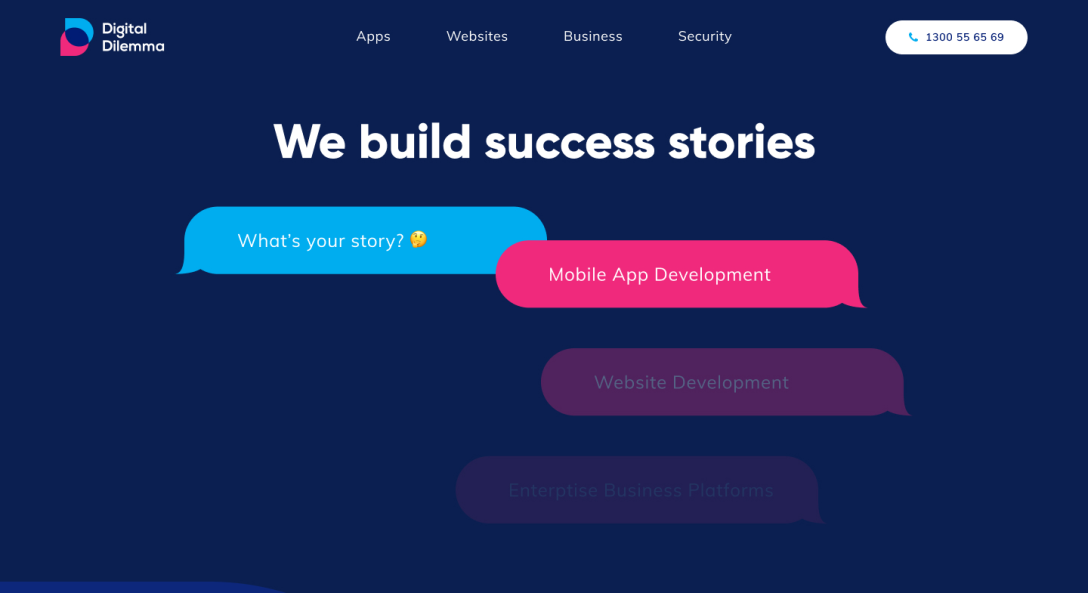 Digital
Dilemma
Apps Websites Business Security
1300 55 65 69
We build success stories
What's your story? 🤔
Mobile App Development
Website Development
Enterptise Business Platforms